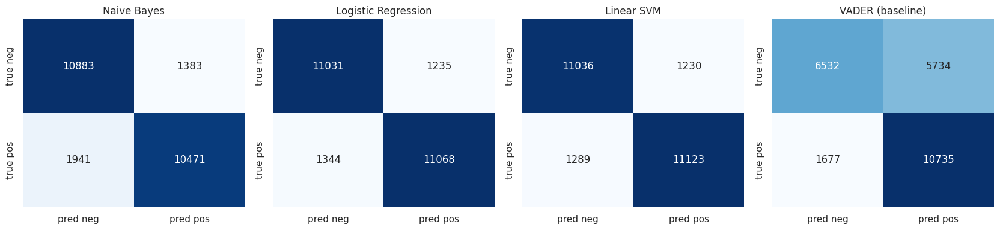 Naive Bayes
true neg
10883
1383
true pos
1941
10471
pred neg
pred pos
Logistic Regression
true neg
11031
1235
true pos
1344
11068
pred neg
pred pos
Linear SVM
true neg
11036
1230
true pos
1289
11123
pred neg
pred pos
VADER (baseline)
true neg
6532
5734
true pos
1677
10735
pred neg
pred pos